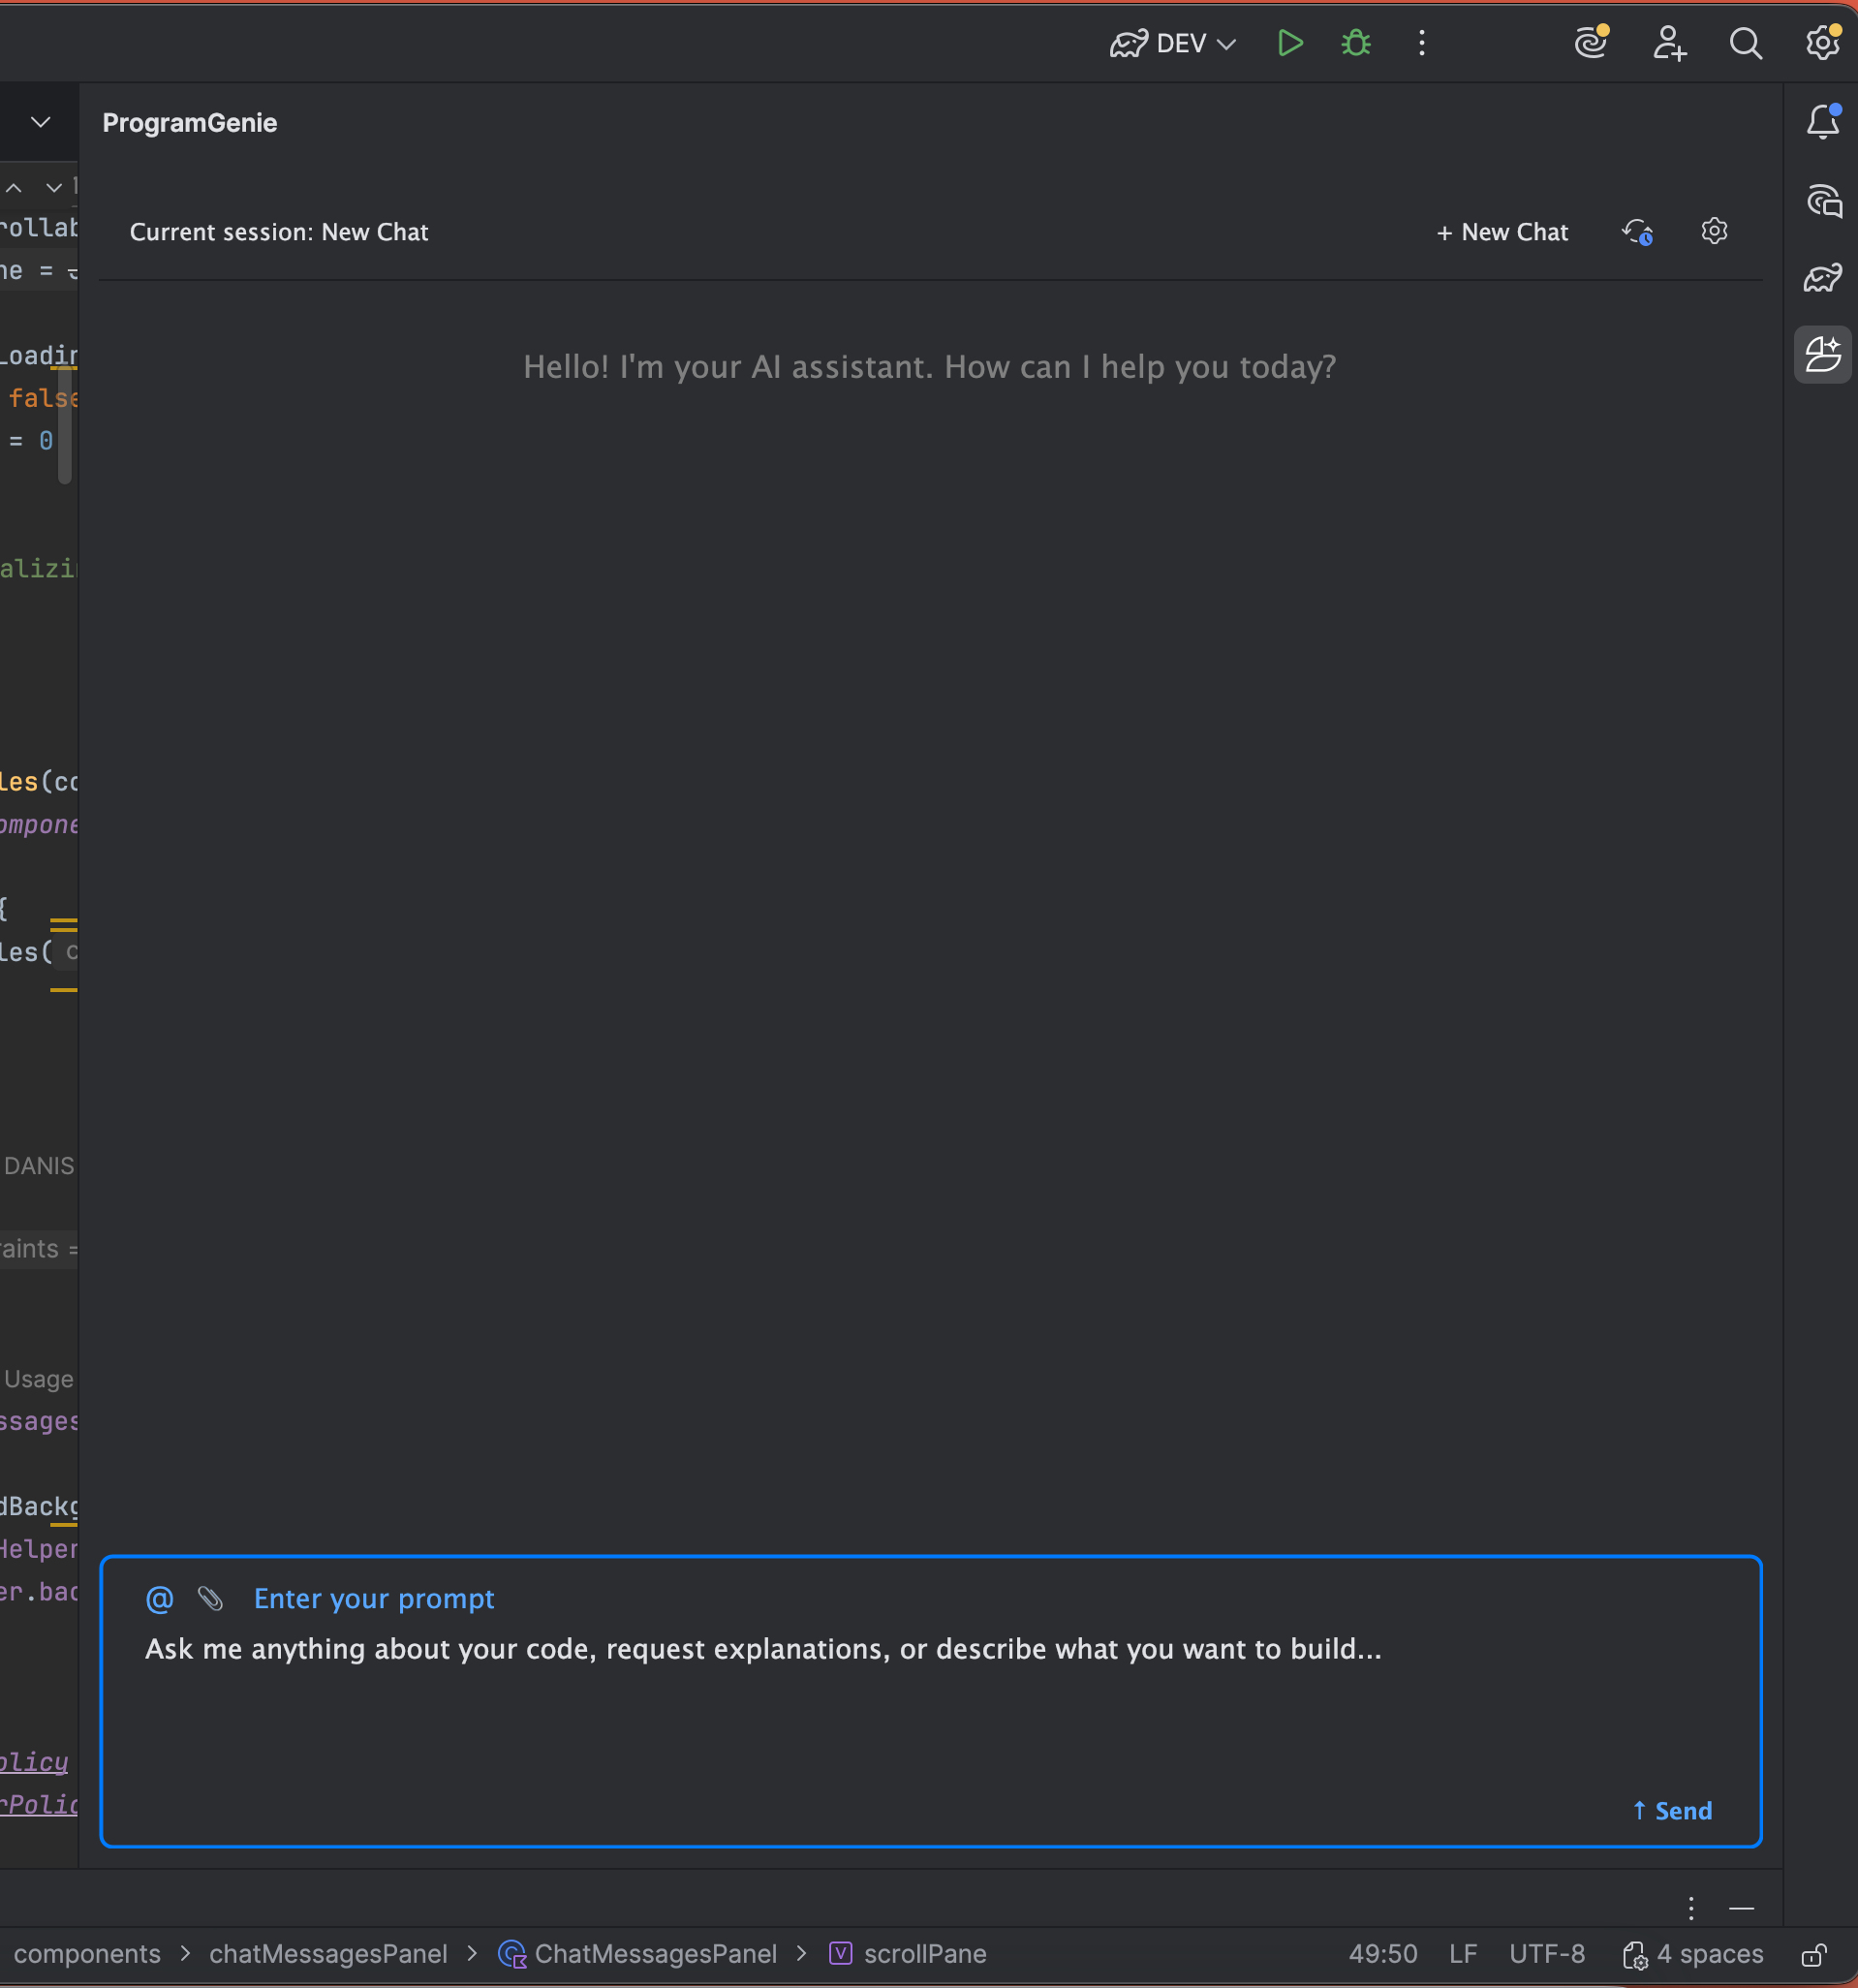 DEV
ProgramGenie
Current session: New Chat
+ New Chat
Hello! I'm your AI assistant. How can I help you today?
rollab
ne =
Loadin
false
= 0
alizi
les(co
ompone
{
les( c
DANIS
aints =
Usage
ssages
dBackg
Helper
er.bac
olicy
rPolic
@ Enter your prompt
Ask me anything about your code, request explanations, or describe what you want to build...
↑ Send
components > chatMessagesPanel > ChatMessagesPanel > V scrollPane
49:50 LF UTF-8 4 spaces